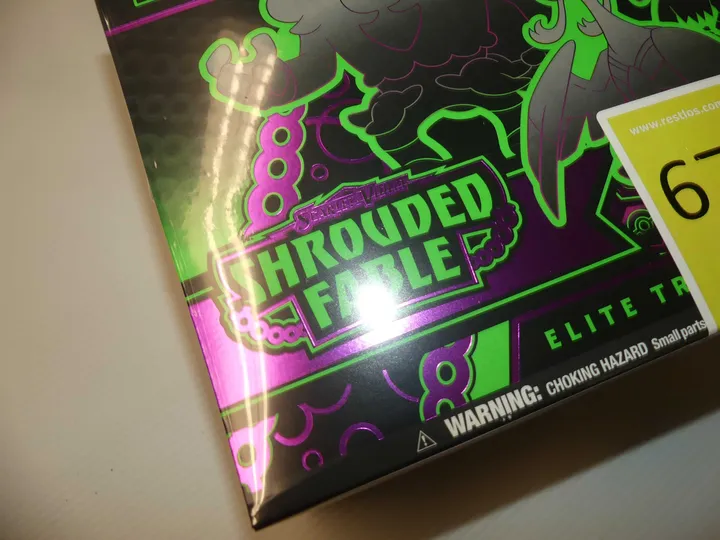 www.restlos.com
67
SCARLET & VIOLET
SHROUDED
FABLE
ELITE TR
WARNING: CHOKING HAZARD Small parts